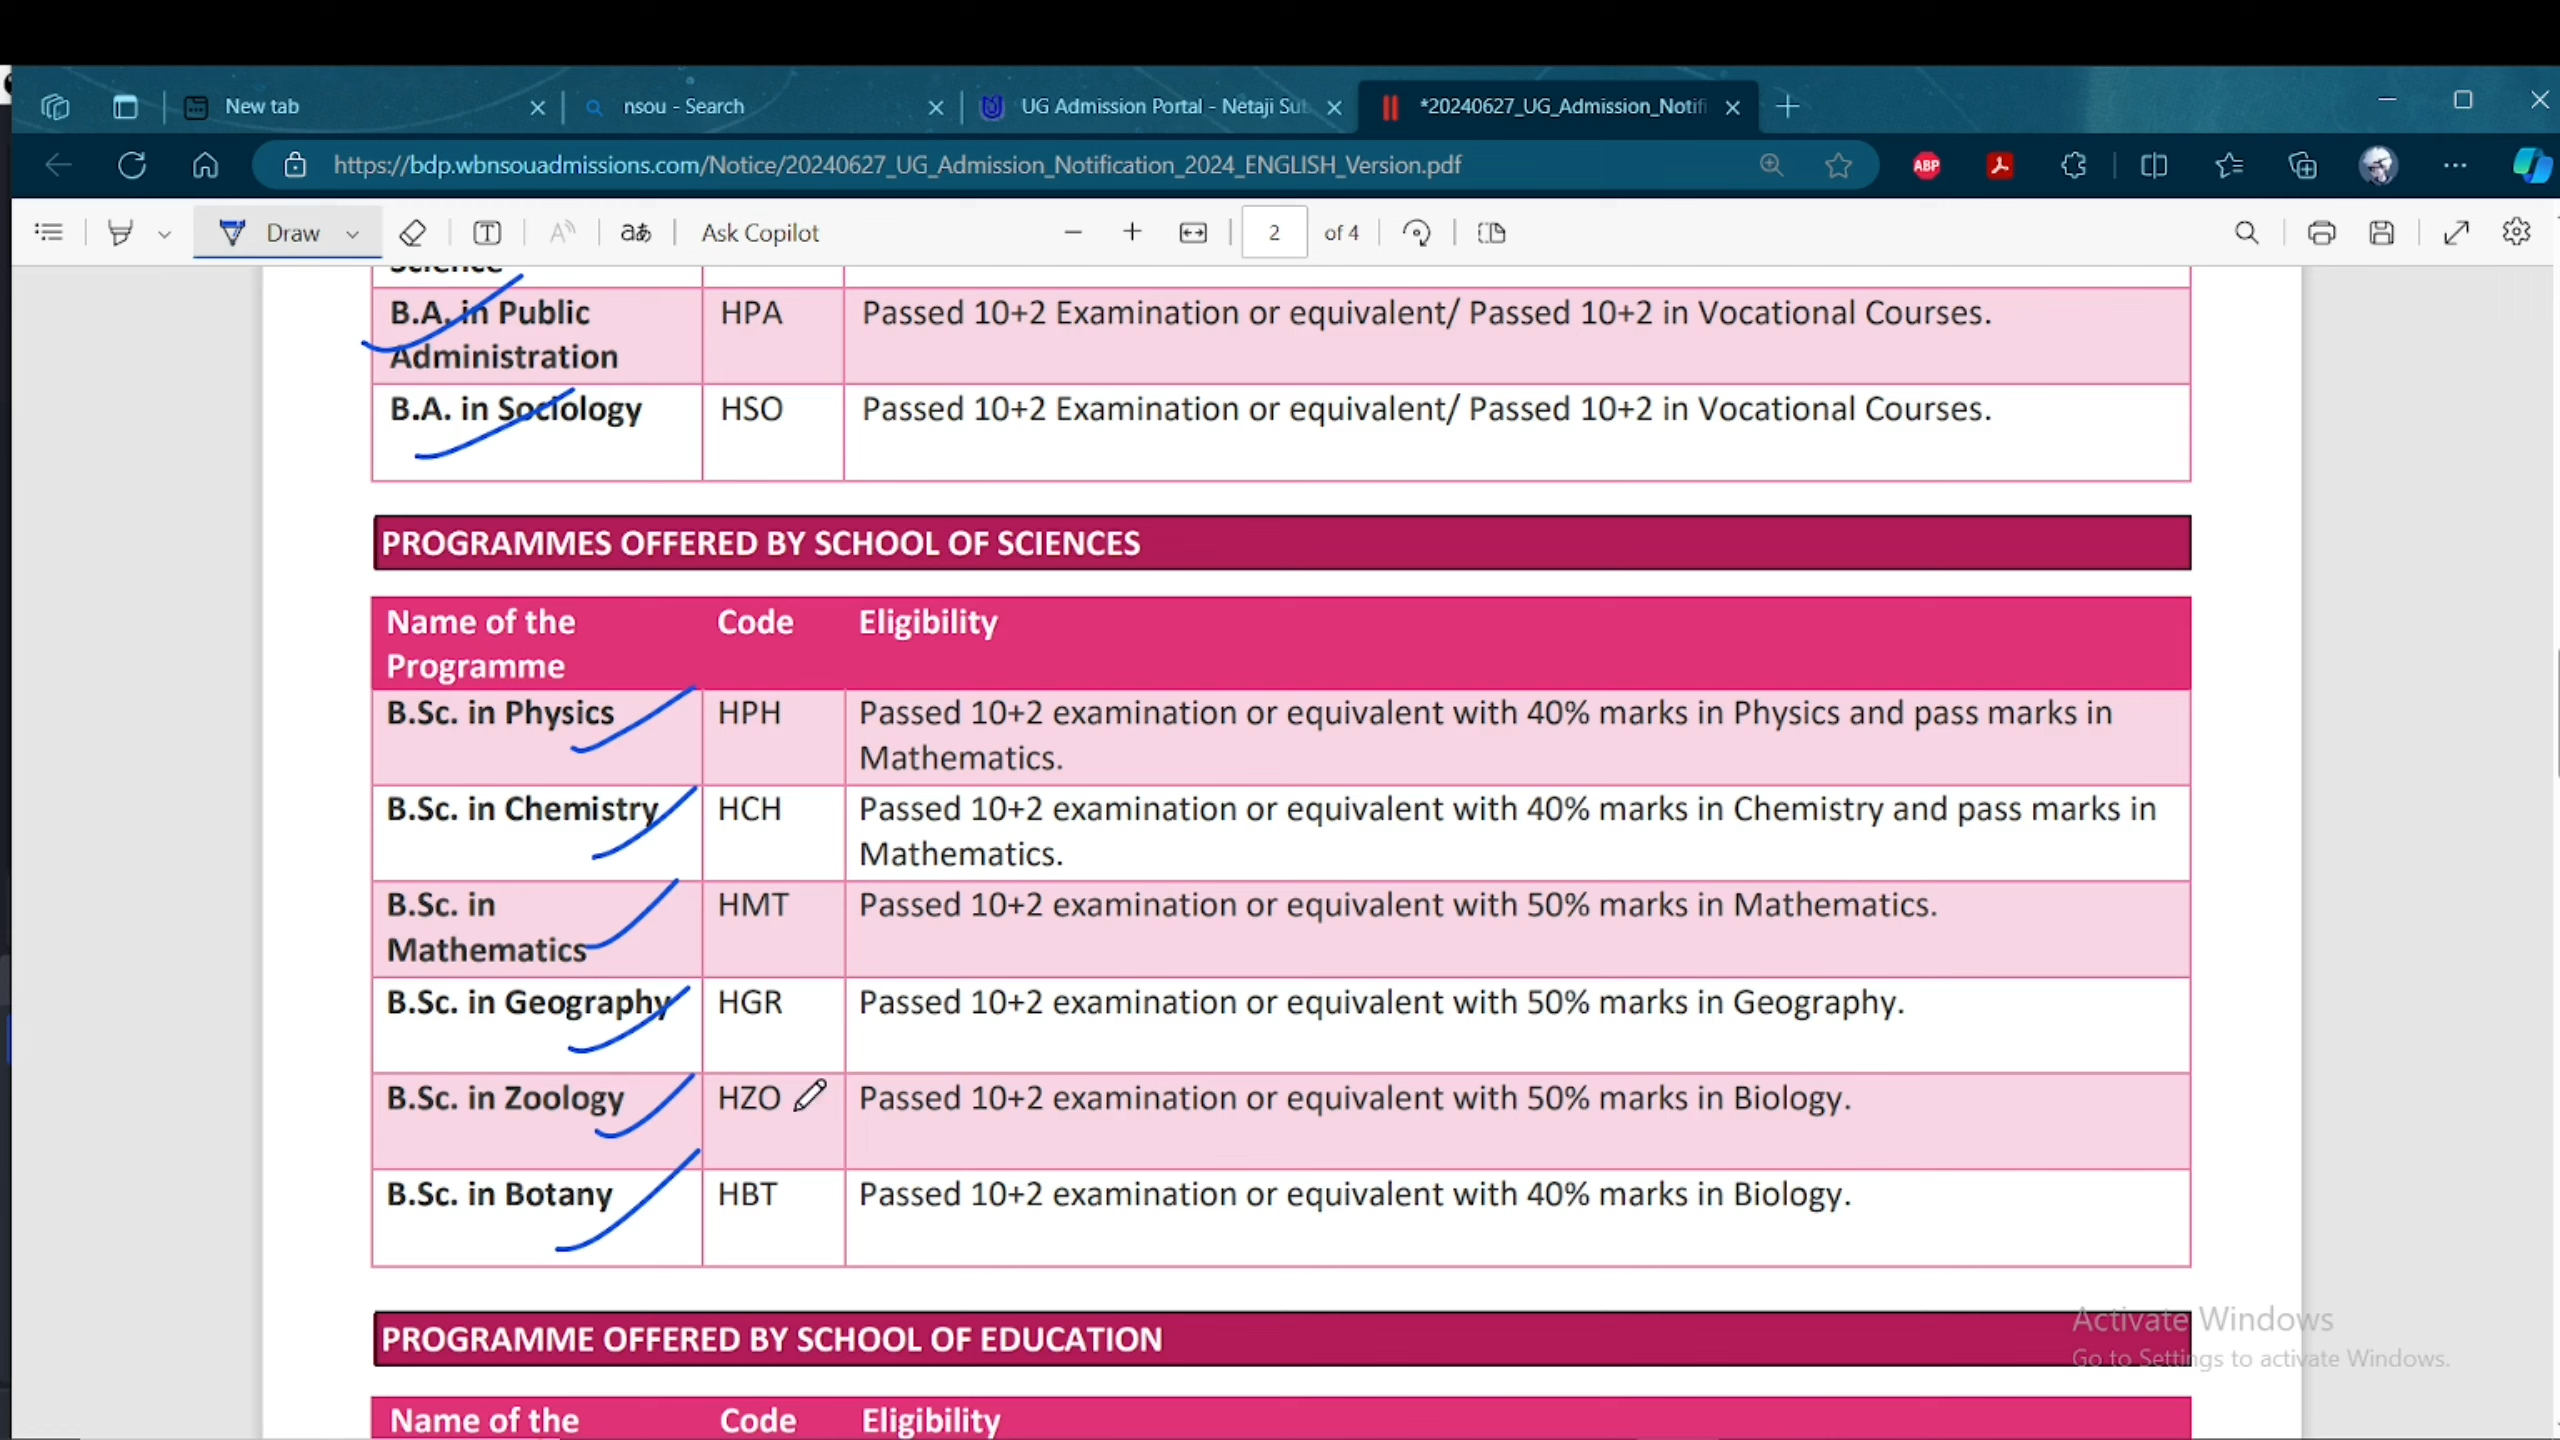 New tab
nsou - Search
UG Admission Portal - Netaji Sub
*20240627_UG_Admission_Notifi
https://bdp.wbnsouadmissions.com/Notice/20240627_UG_Admission_Notification_2024_ENGLISH_Version.pdf
ABP
Draw
T
aあ
Ask Copilot
2
of 4
Science
B.A. in Public
Administration
HPA
Passed 10+2 Examination or equivalent/ Passed 10+2 in Vocational Courses.
B.A. in Sociology
HSO
Passed 10+2 Examination or equivalent/ Passed 10+2 in Vocational Courses.
PROGRAMMES OFFERED BY SCHOOL OF SCIENCES
Name of the
Programme
Code
Eligibility
B.Sc. in Physics
HPH
Passed 10+2 examination or equivalent with 40% marks in Physics and pass marks in
Mathematics.
B.Sc. in Chemistry
HCH
Passed 10+2 examination or equivalent with 40% marks in Chemistry and pass marks in
Mathematics.
B.Sc. in
Mathematics
HMT
Passed 10+2 examination or equivalent with 50% marks in Mathematics.
B.Sc. in Geography
HGR
Passed 10+2 examination or equivalent with 50% marks in Geography.
B.Sc. in Zoology
HZO
Passed 10+2 examination or equivalent with 50% marks in Biology.
B.Sc. in Botany
HBT
Passed 10+2 examination or equivalent with 40% marks in Biology.
PROGRAMME OFFERED BY SCHOOL OF EDUCATION
Name of the
Code
Eligibility
Activate Windows
Go to Settings to activate Windows.